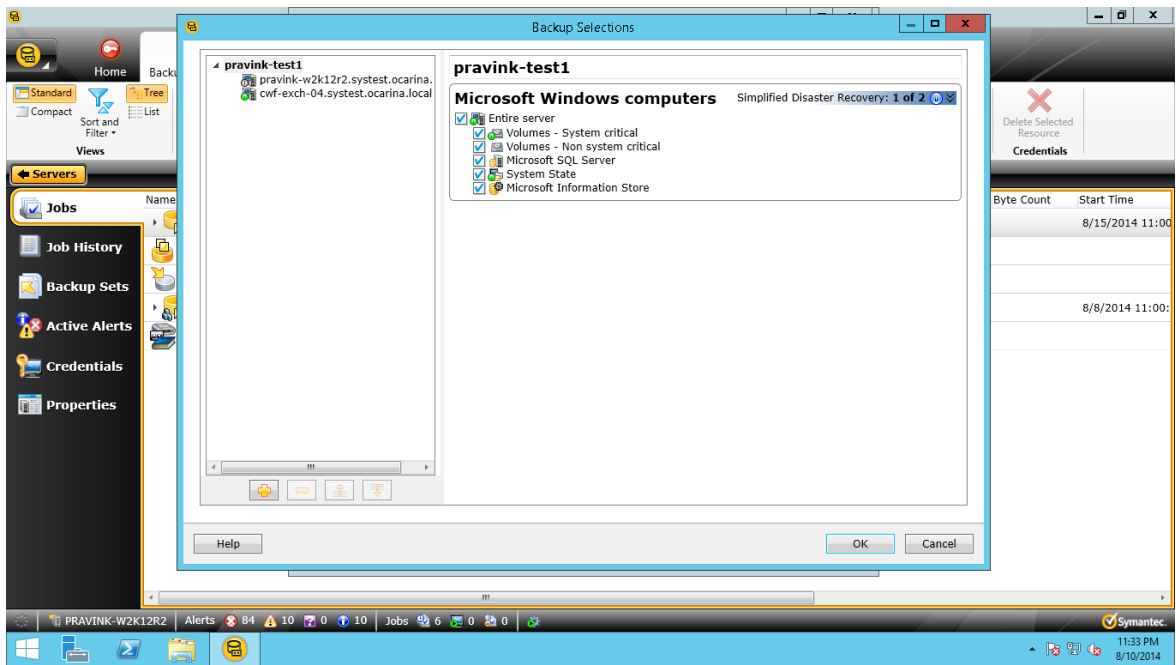 Backup Selections
Home
Backu
Standard
Compact
Sort and
Filter
Tree
List
Views
Delete Selected
Resource
Credentials
Servers
Jobs
Job History
Backup Sets
Active Alerts
Credentials
Properties
Name
Byte Count
Start Time
8/15/2014 11:00
8/8/2014 11:00:
pravink-test1
pravink-w2k12r2.systest.ocarina.
cwf-exch-04.systest.ocarina.local
pravink-test1
Microsoft Windows computers
Simplified Disaster Recovery: 1 of 2
Entire server
Volumes - System critical
Volumes - Non system critical
Microsoft SQL Server
System State
Microsoft Information Store
Help
OK
Cancel
PRAVINK-W2K12R2
Alerts 84 10 0 10
Jobs 6 0 0
Symantec.
11:33 PM
8/10/2014